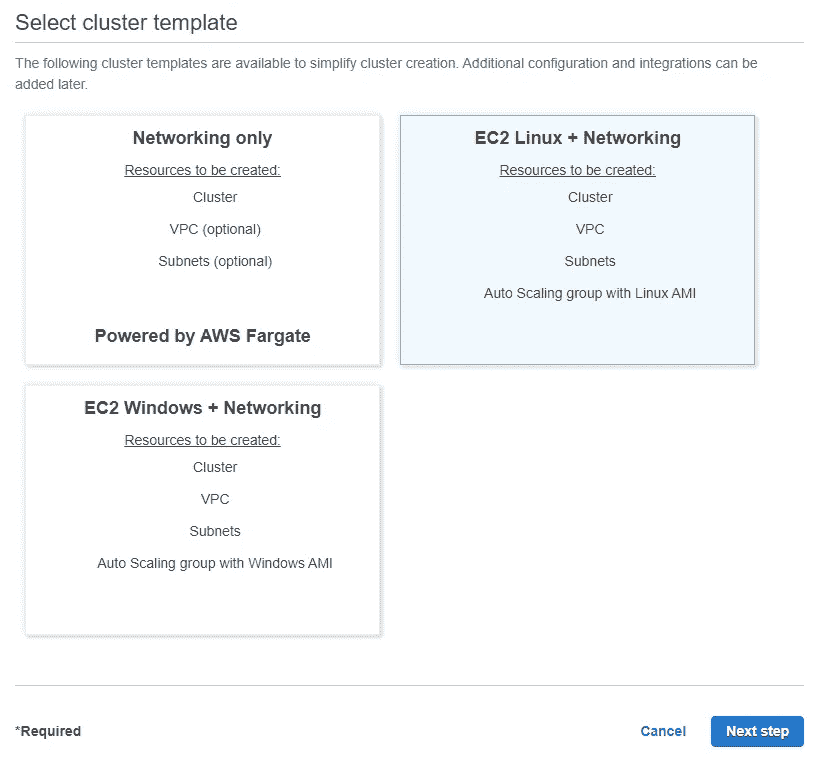 Select cluster template
The following cluster templates are available to simplify cluster creation. Additional configuration and integrations can be
added later.
Networking only
Resources to be created:
Cluster
VPC (optional)
Subnets (optional)
Powered by AWS Fargate
EC2 Linux + Networking
Resources to be created:
Cluster
VPC
Subnets
Auto Scaling group with Linux AMI
EC2 Windows + Networking
Resources to be created:
Cluster
VPC
Subnets
Auto Scaling group with Windows AMI
*Required
Cancel
Next step